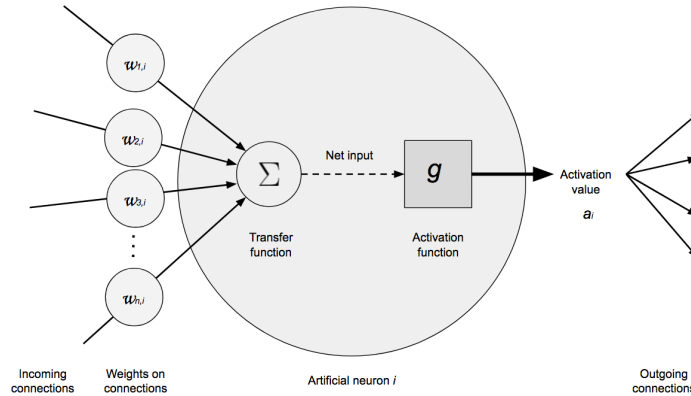 w1,i
w2,i
w3,i
wn,i
Σ
Net input
g
Transfer
function
Activation
function
Activation
value
ai
Incoming
connections
Weights on
connections
Artificial neuron i
Outgoing
connections